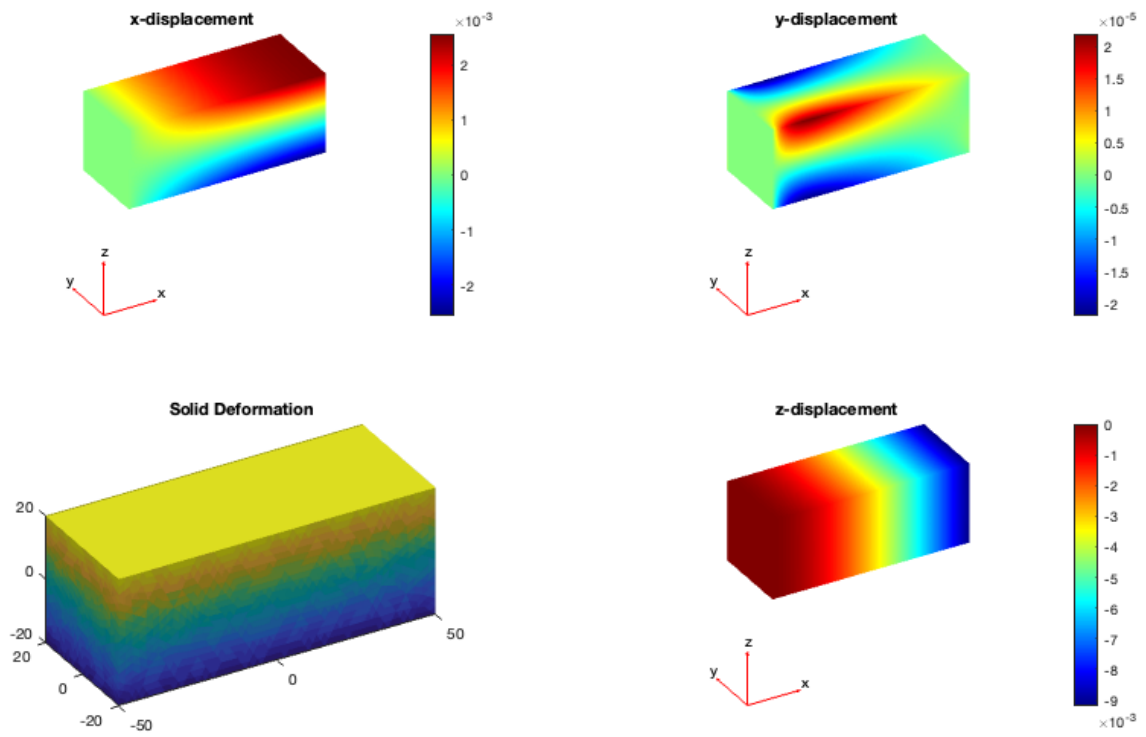 x-displacement
×10-3
2
1
0
-1
-2
z
y
x
y-displacement
×10-5
2
1.5
1
0.5
0
-0.5
-1
-1.5
-2
z
y
x
Solid Deformation
20
0
-20
20
0
-20
-50
0
50
z-displacement
0
-1
-2
-3
-4
-5
-6
-7
-8
-9
×10-3
z
y
x